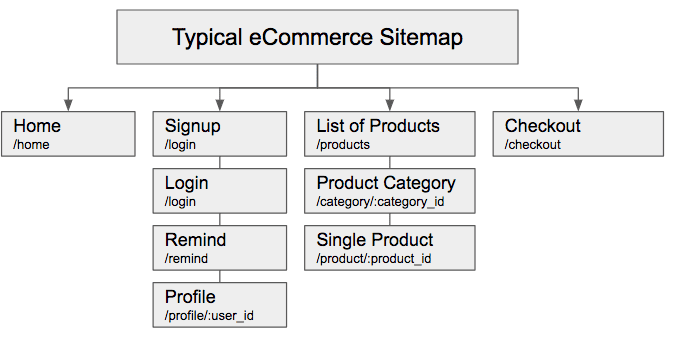 Typical eCommerce Sitemap
Home
/home
Signup
/login
Login
/login
Remind
/remind
Profile
/profile/:user_id
List of Products
/products
Product Category
/category/:category_id
Single Product
/product/:product_id
Checkout
/checkout